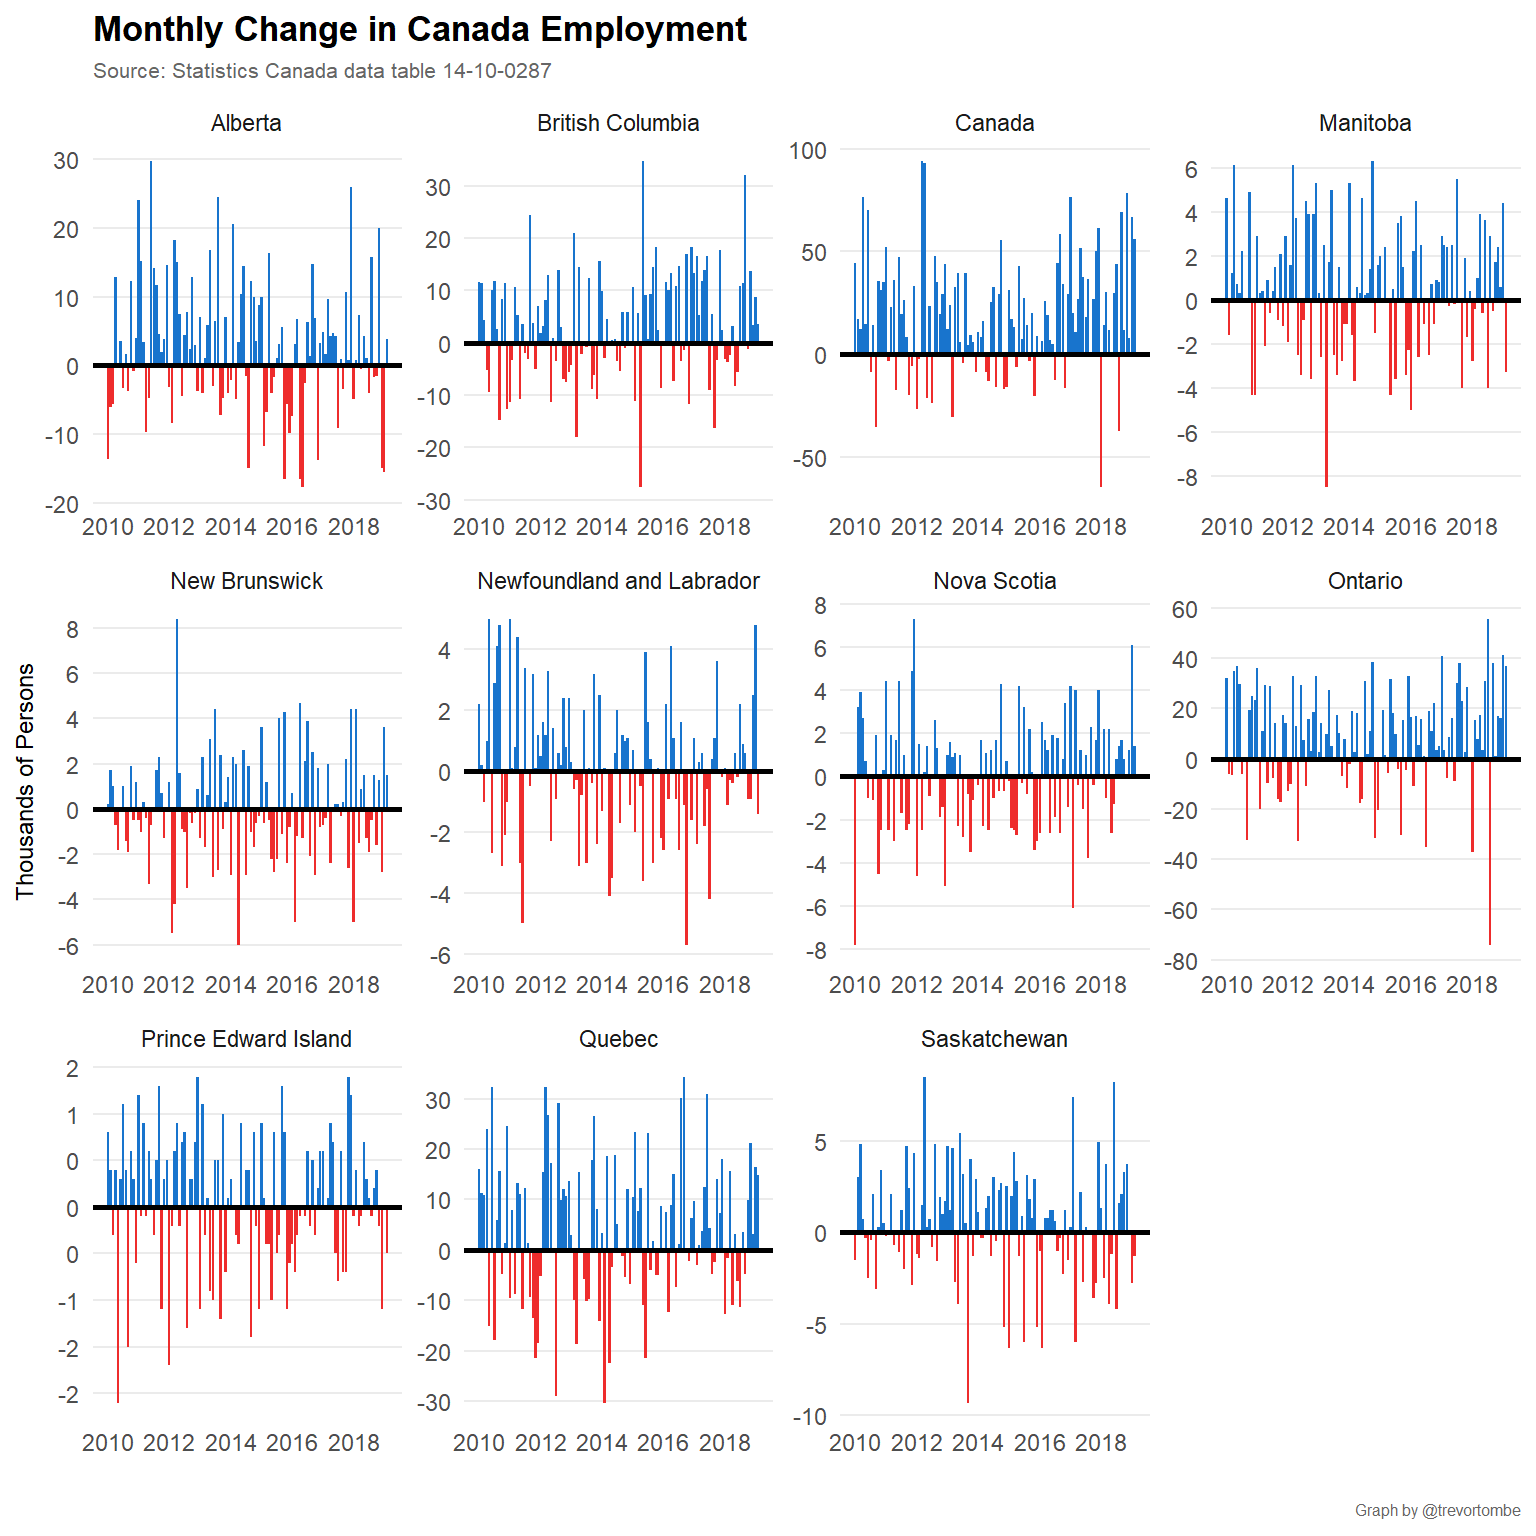 Monthly Change in Canada Employment
Source: Statistics Canada data table 14-10-0287
Alberta
British Columbia
Canada
Manitoba
30
20
10
0
-10
-20
2010 2012 2014 2016 2018
30
20
10
0
-10
-20
-30
2010 2012 2014 2016 2018
100
50
0
-50
2010 2012 2014 2016 2018
6
4
2
0
-2
-4
-6
-8
2010 2012 2014 2016 2018
Thousands of Persons
New Brunswick
Newfoundland and Labrador
Nova Scotia
Ontario
8
6
4
2
0
-2
-4
-6
2010 2012 2014 2016 2018
4
2
0
-2
-4
-6
2010 2012 2014 2016 2018
8
6
4
2
0
-2
-4
-6
-8
2010 2012 2014 2016 2018
60
40
20
0
-20
-40
-60
-80
2010 2012 2014 2016 2018
Prince Edward Island
Quebec
Saskatchewan
2
1
0
0
0
-1
-2
-2
2010 2012 2014 2016 2018
30
20
10
0
-10
-20
-30
2010 2012 2014 2016 2018
5
0
-5
-10
2010 2012 2014 2016 2018
Graph by @trevortombe